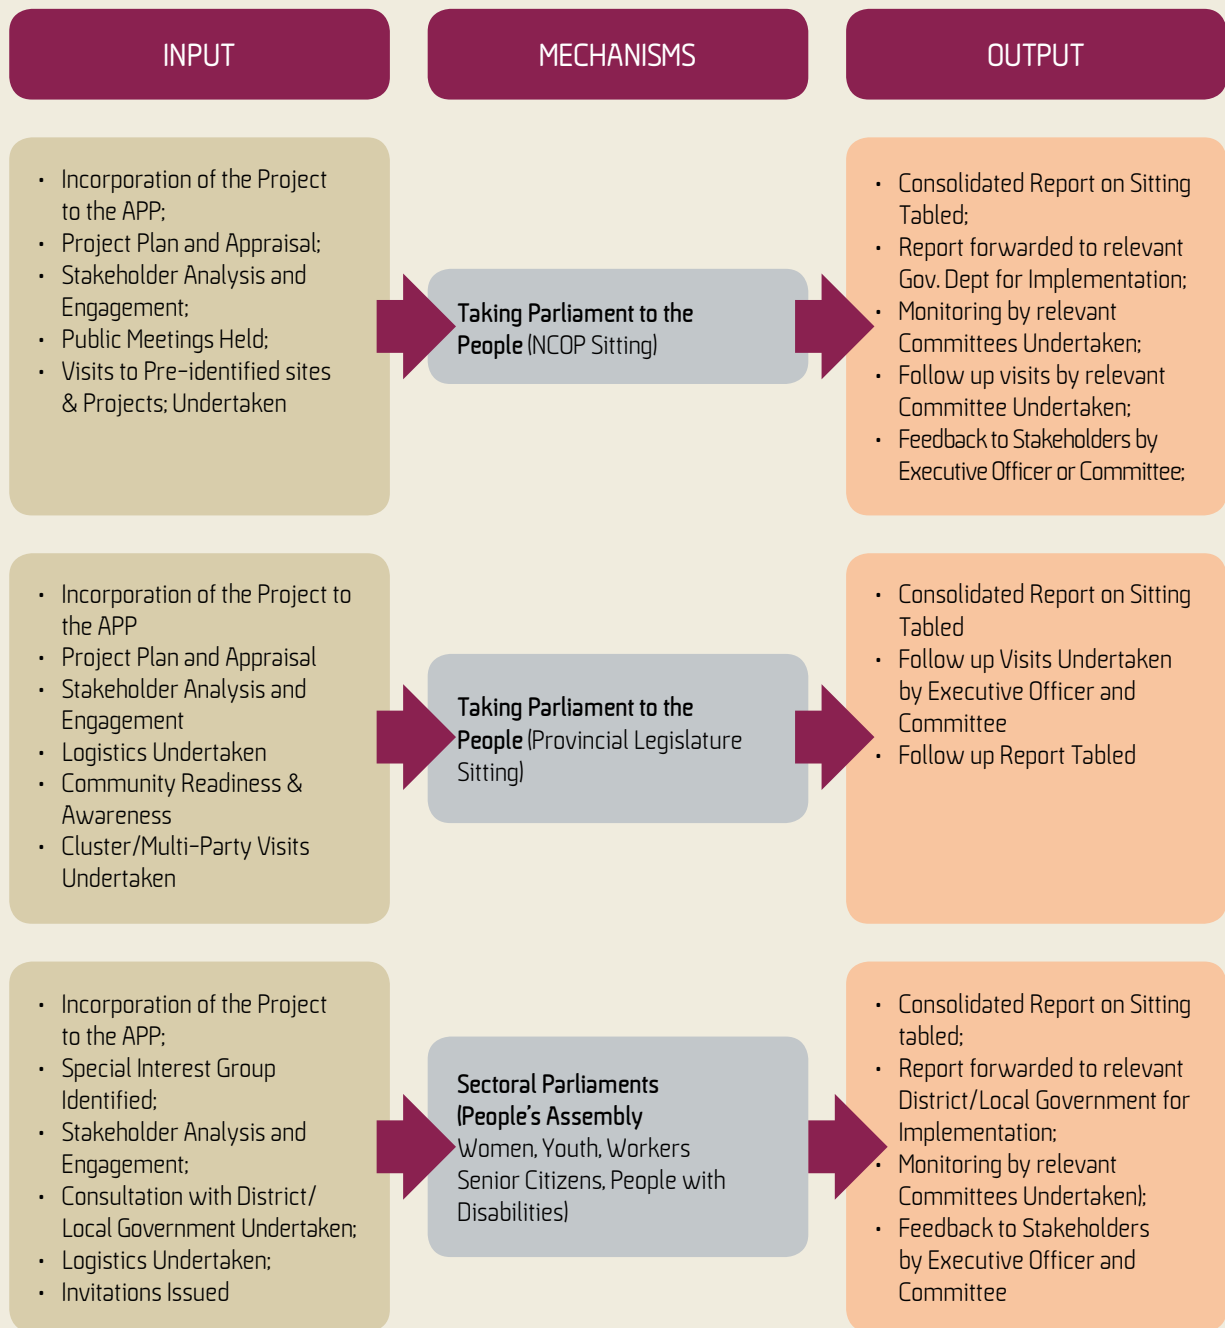 INPUT
MECHANISMS
OUTPUT
• Incorporation of the Project
to the APP;
• Project Plan and Appraisal;
• Stakeholder Analysis and
Engagement;
• Public Meetings Held;
• Visits to Pre-identified sites
& Projects; Undertaken
Taking Parliament to the
People (NCOP Sitting)
• Consolidated Report on Sitting
Tabled;
• Report forwarded to relevant
Gov. Dept for Implementation;
• Monitoring by relevant
Committees Undertaken;
• Follow up visits by relevant
Committee Undertaken;
• Feedback to Stakeholders by
Executive Officer or Committee;
• Incorporation of the Project to
the APP
• Project Plan and Appraisal
• Stakeholder Analysis and
Engagement
• Logistics Undertaken
• Community Readiness &
Awareness
• Cluster/Multi-Party Visits
Undertaken
Taking Parliament to the
People (Provincial Legislature
Sitting)
• Consolidated Report on Sitting
Tabled
• Follow up Visits Undertaken
by Executive Officer and
Committee
• Follow up Report Tabled
• Incorporation of the Project
to the APP;
• Special Interest Group
Identified;
• Stakeholder Analysis and
Engagement;
• Consultation with District/
Local Government Undertaken;
• Logistics Undertaken;
• Invitations Issued
Sectoral Parliaments
(People's Assembly
Women, Youth, Workers
Senior Citizens, People with
Disabilities)
• Consolidated Report on Sitting
tabled;
• Report forwarded to relevant
District/Local Government for
Implementation;
• Monitoring by relevant
Committees Undertaken);
• Feedback to Stakeholders
by Executive Officer and
Committee